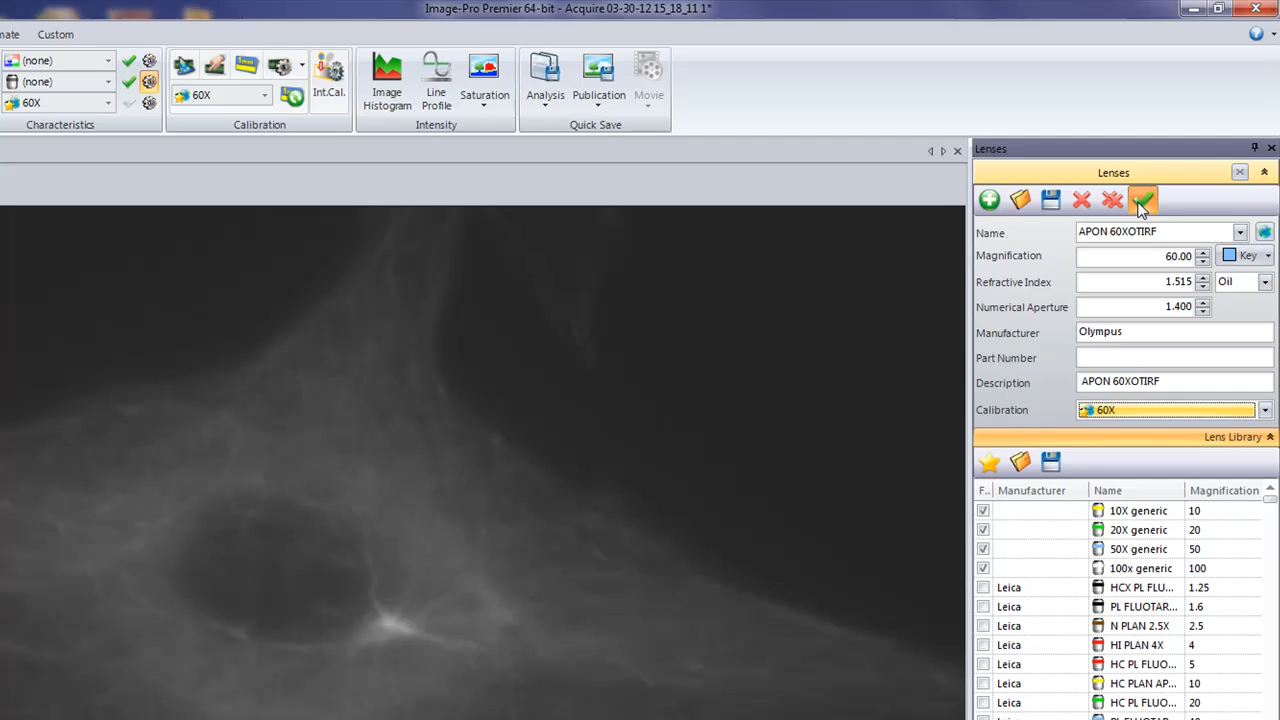 Image-Pro Premier 64-bit - Acquire 03-30-12 15_18_11 1*
mate Custom
(none)
(none)
60X
Characteristics
60X
Int.Cal.
Calibration
Image Histogram
Line Profile
Saturation
Intensity
Analysis
Publication
Movie
Quick Save
Lenses
Lenses
Name APON 60XOTIRF
Magnification 60.00 Key
Refractive Index 1.515 Oil
Numerical Aperture 1.400
Manufacturer Olympus
Part Number
Description APON 60XOTIRF
Calibration 60X
Lens Library
F.. Manufacturer Name Magnification
10X generic 10
20X generic 20
50X generic 50
100x generic 100
Leica HCX PL FLU... 1.25
Leica PL FLUOTAR... 1.6
Leica N PLAN 2.5X 2.5
Leica HI PLAN 4X 4
Leica HC PL FLUO... 5
Leica HC PLAN AP... 10
Leica HC PL FLUO... 20